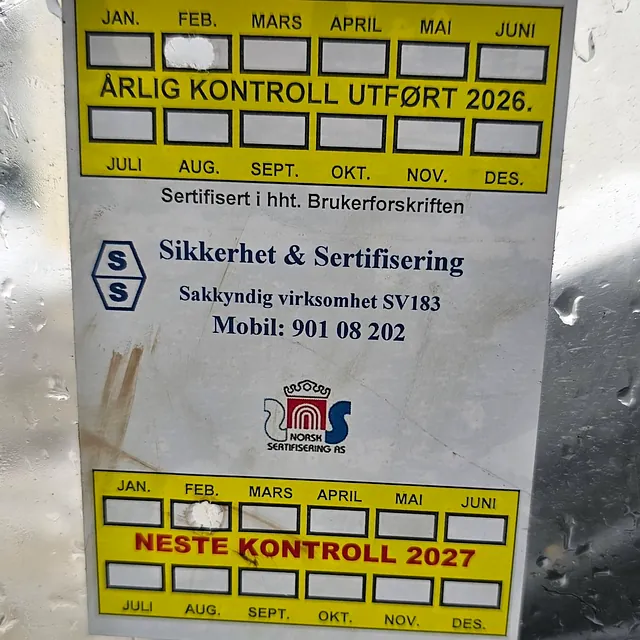 JAN. FEB. MARS APRIL MAI JUNI
ÅRLIG KONTROLL UTFØRT 2026.
JULI AUG. SEPT. OKT. NOV. DES.
Sertifisert i hht. Brukerforskriften
S
S
Sikkerhet & Sertifisering
Sakkyndig virksomhet SV183
Mobil: 901 08 202
NORSK
SERTIFISERING AS
JAN. FEB. MARS APRIL MAI JUNI
NESTE KONTROLL 2027
JULI AUG. SEPT. OKT. NOV. DES.